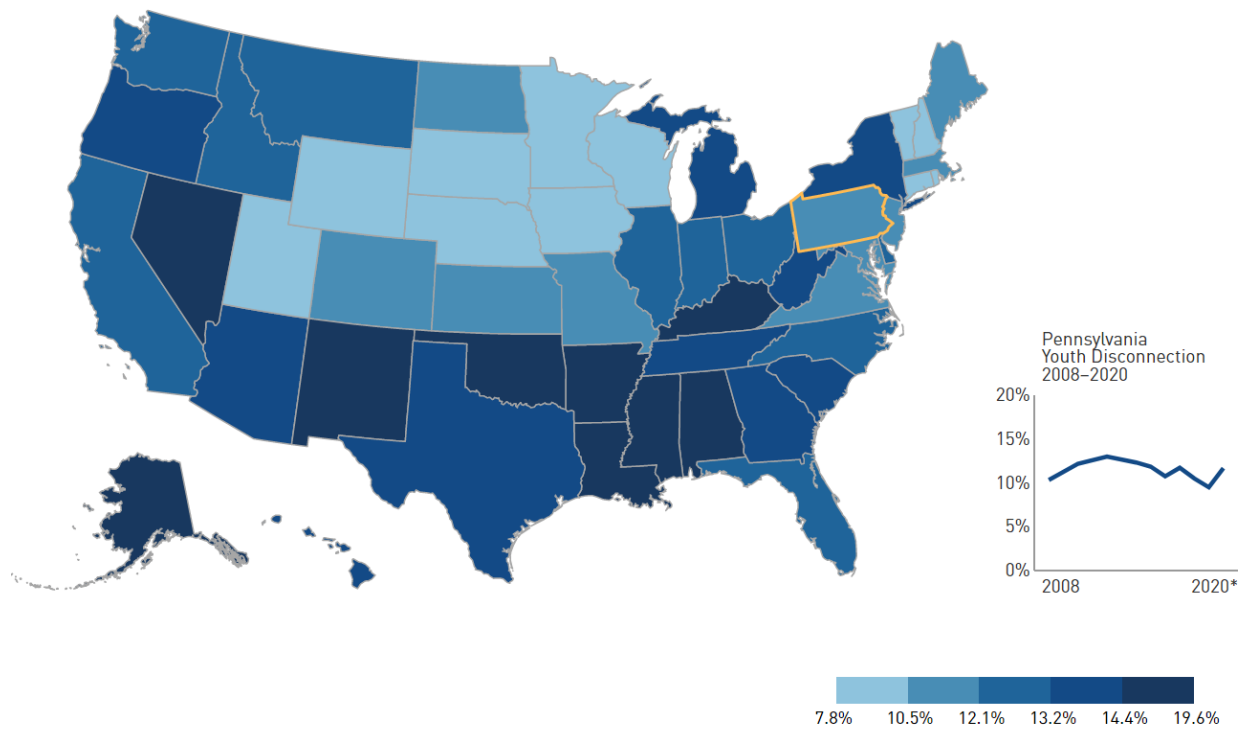 Pennsylvania
Youth Disconnection
2008–2020
20%
15%
10%
5%
0%
2008 2020*
7.8% 10.5% 12.1% 13.2% 14.4% 19.6%